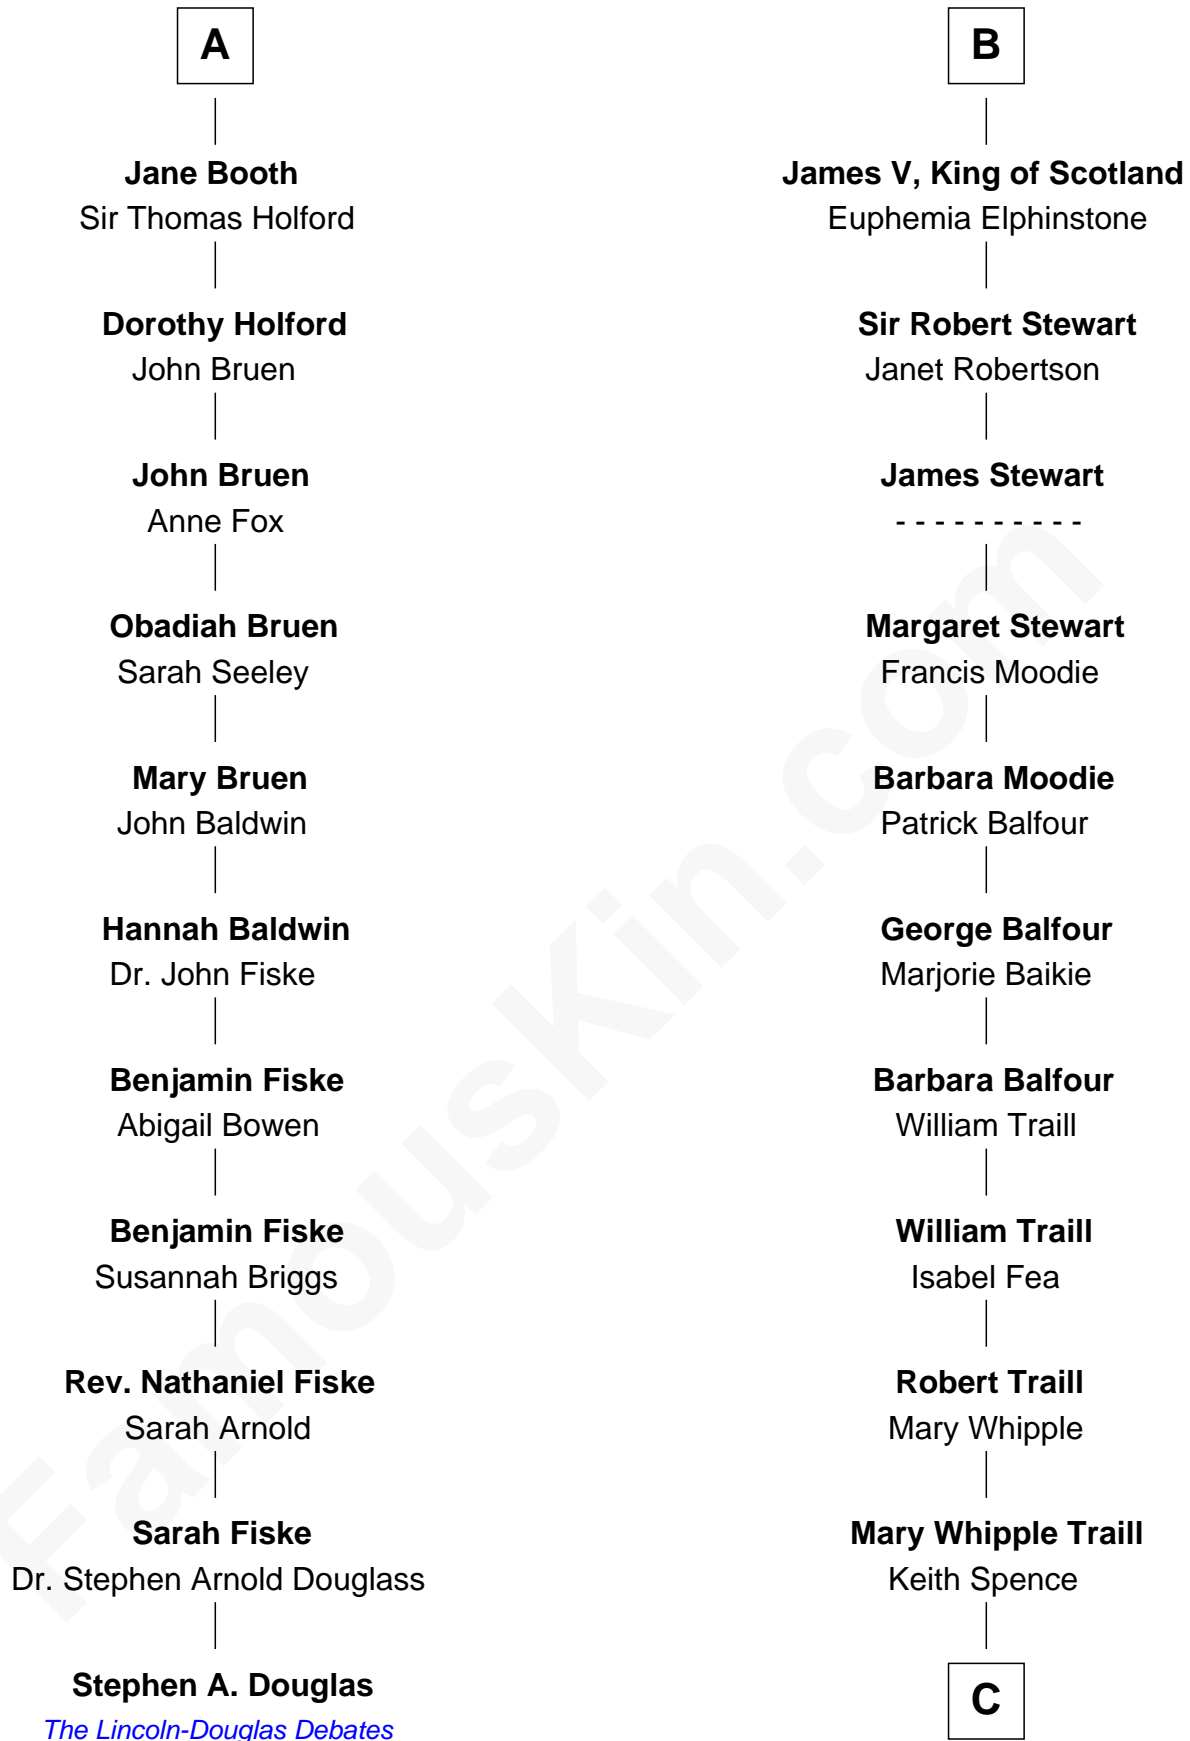 A
Jane Booth
Sir Thomas Holford
Dorothy Holford
John Bruen
John Bruen
Anne Fox
Obadiah Bruen
Sarah Seeley
Mary Bruen
John Baldwin
Hannah Baldwin
Dr. John Fiske
Benjamin Fiske
Abigail Bowen
Benjamin Fiske
Susannah Briggs
Rev. Nathaniel Fiske
Sarah Arnold
Sarah Fiske
Dr. Stephen Arnold Douglass
Stephen A. Douglas
The Lincoln-Douglas Debates
B
James V, King of Scotland
Euphemia Elphinstone
Sir Robert Stewart
Janet Robertson
James Stewart
- - - - - - - - - -
Margaret Stewart
Francis Moodie
Barbara Moodie
Patrick Balfour
George Balfour
Marjorie Baikie
Barbara Balfour
William Traill
William Traill
Isabel Fea
Robert Traill
Mary Whipple
Mary Whipple Traill
Keith Spence
C
FamousKin.com